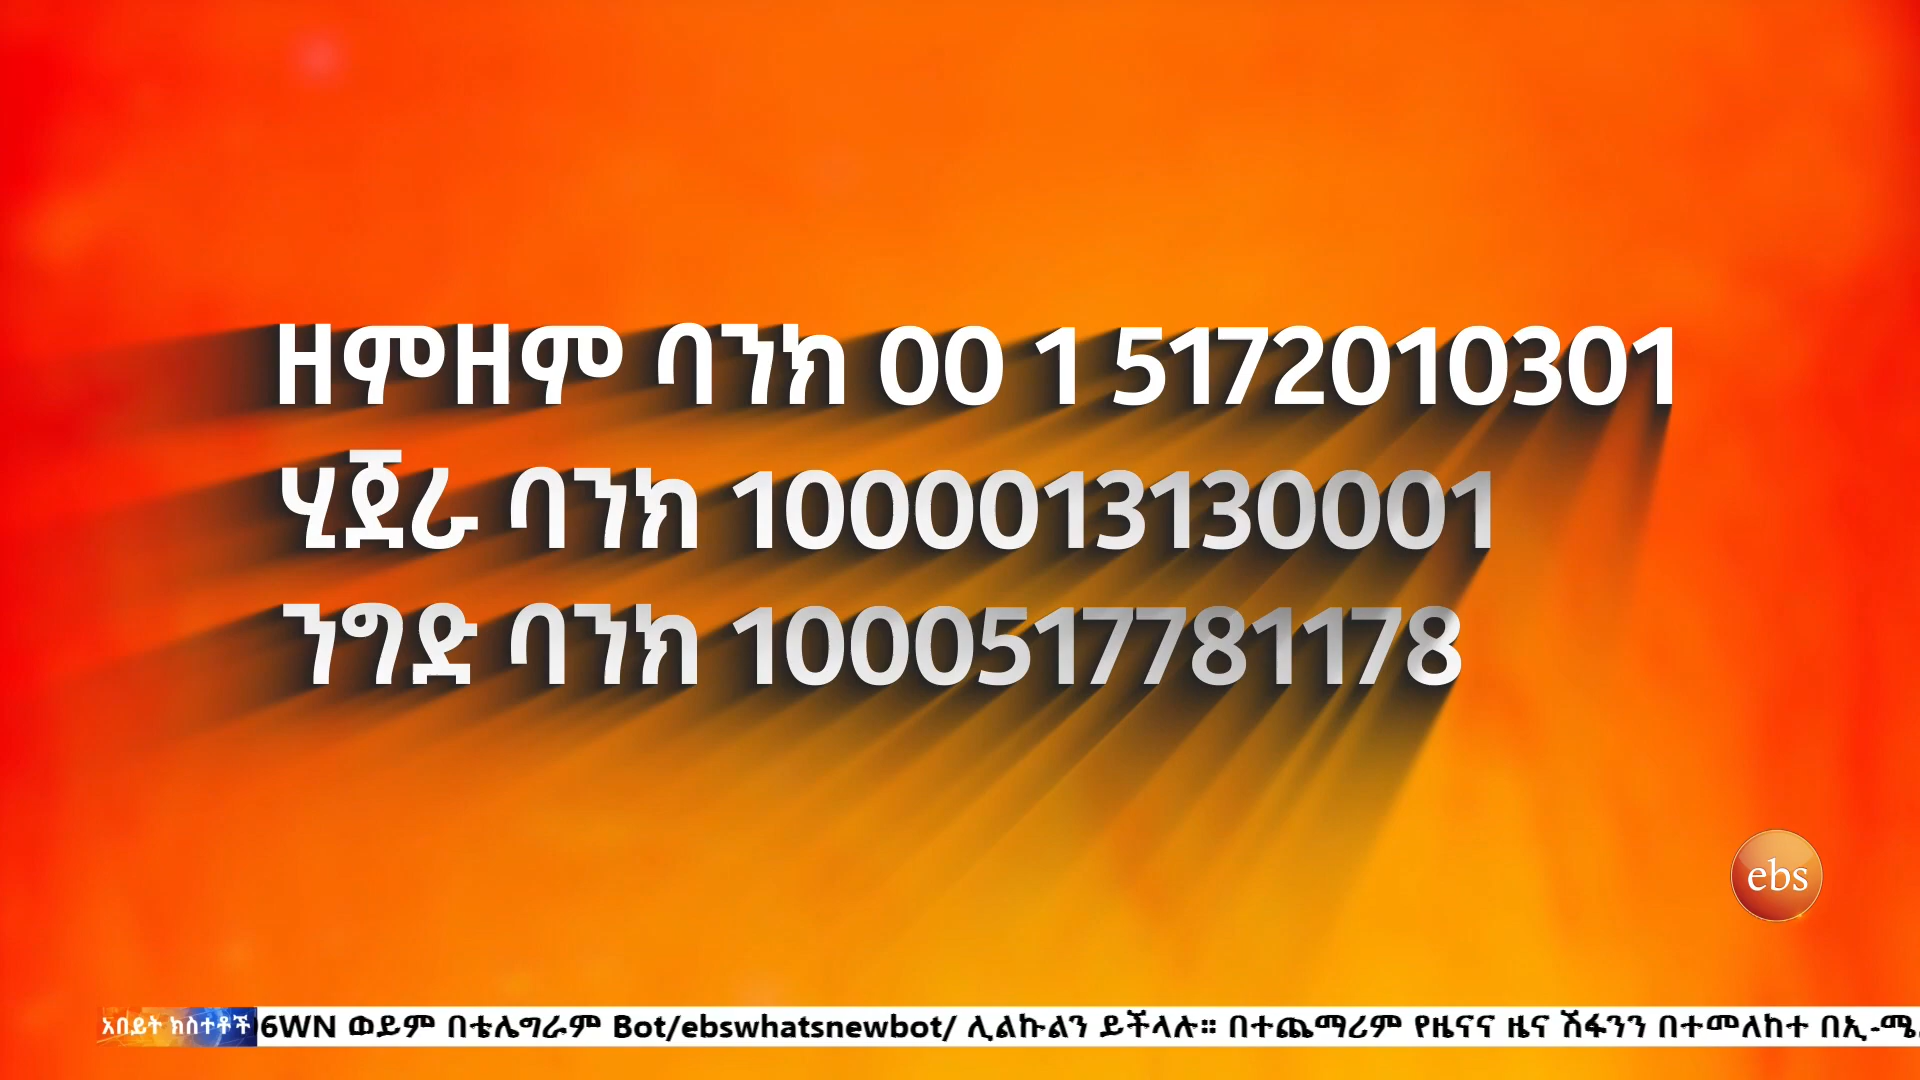 ዘምዘም ባንክ 00 1 5172010301
ሂጀራ ባንክ 1000013130001
ንግድ ባንክ 1000517781178
ebs
አበይት ክስተቶች 6WN ወይም በቴሌግራም Bot/ebswhatsnewbot/ ሊልኩልን ይችላሉ። በተጨማሪም የዜናና ዜና ሽፋንን በተመለከተ በኢ-ሜ